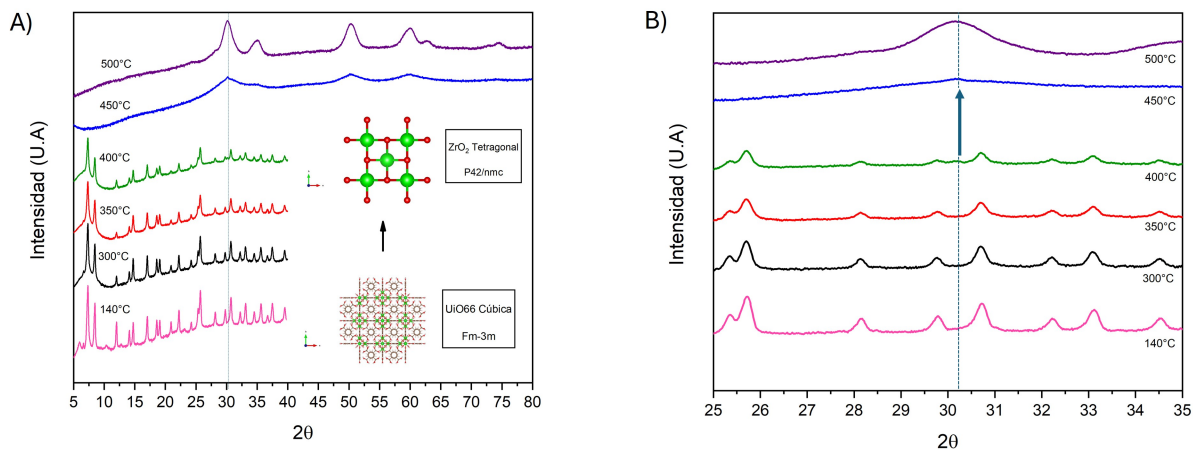 A)
Intensidad (U.A)
500°C
450°C
400°C
350°C
300°C
140°C
ZrO₂ Tetragonal
P42/nmc
UiO66 Cúbica
Fm-3m
5 10 15 20 25 30 35 40 45 50 55 60 65 70 75 80
2θ
B)
Intensidad (U.A)
500°C
450°C
400°C
350°C
300°C
140°C
25 26 27 28 29 30 31 32 33 34 35
2θ